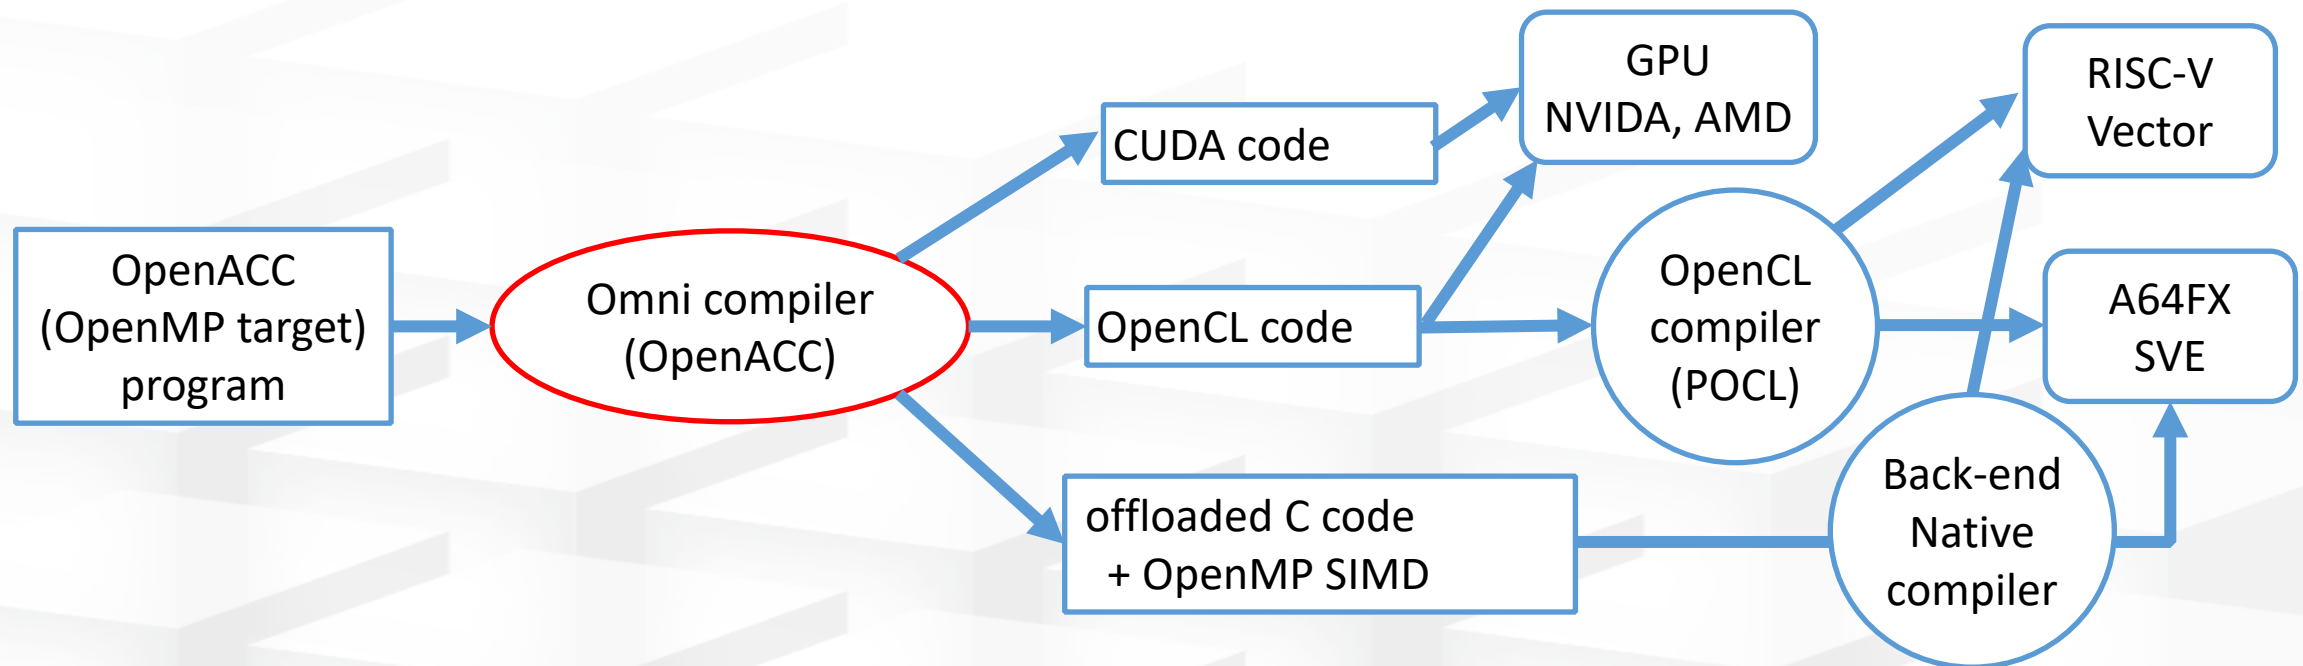 OpenACC
(OpenMP target)
program
Omni compiler
(OpenACC)
CUDA code
OpenCL code
offloaded C code
+ OpenMP SIMD
GPU
NVIDA, AMD
OpenCL
compiler
(POCL)
Back-end
Native
compiler
RISC-V
Vector
A64FX
SVE